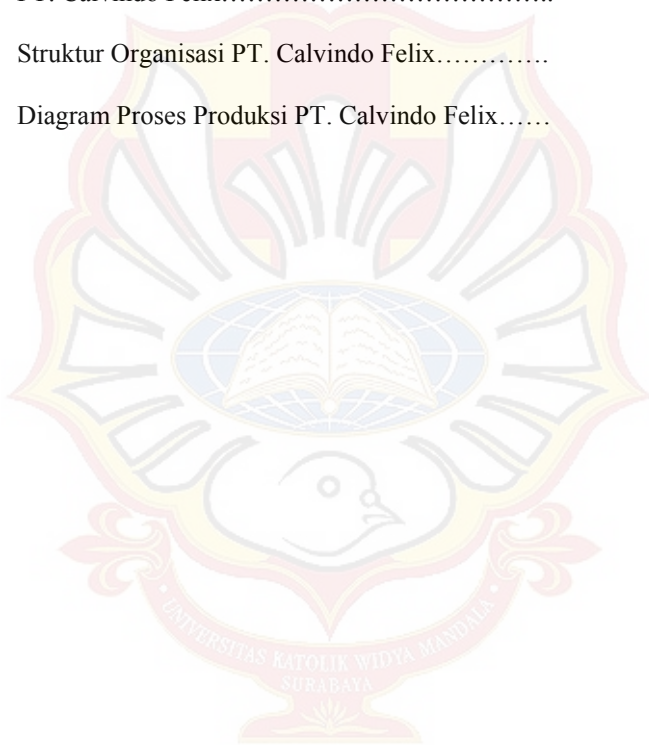 PT. Calvindo Felix…………………………………..
Struktur Organisasi PT. Calvindo Felix………….
Diagram Proses Produksi PT. Calvindo Felix……
UNIVERSITAS KATOLIK WIDYA MANDALA
SURABAYA